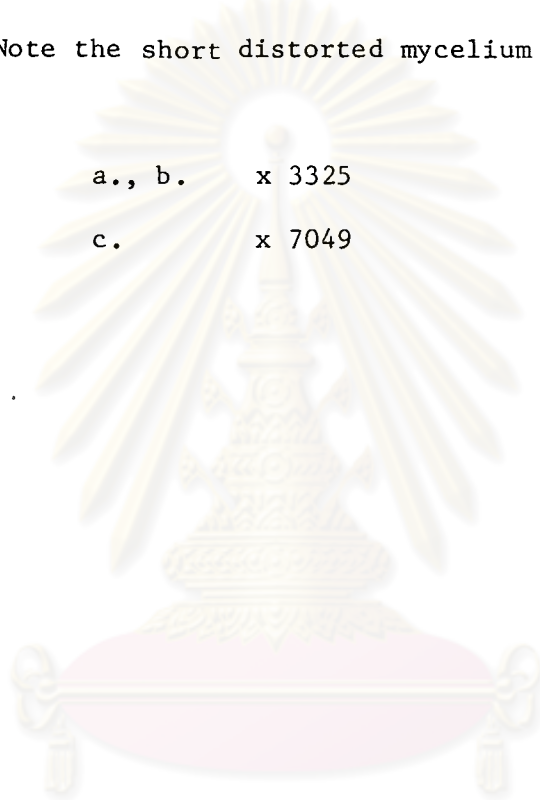 Note the short distorted mycelium
a., b. x 3325
c. x 7049